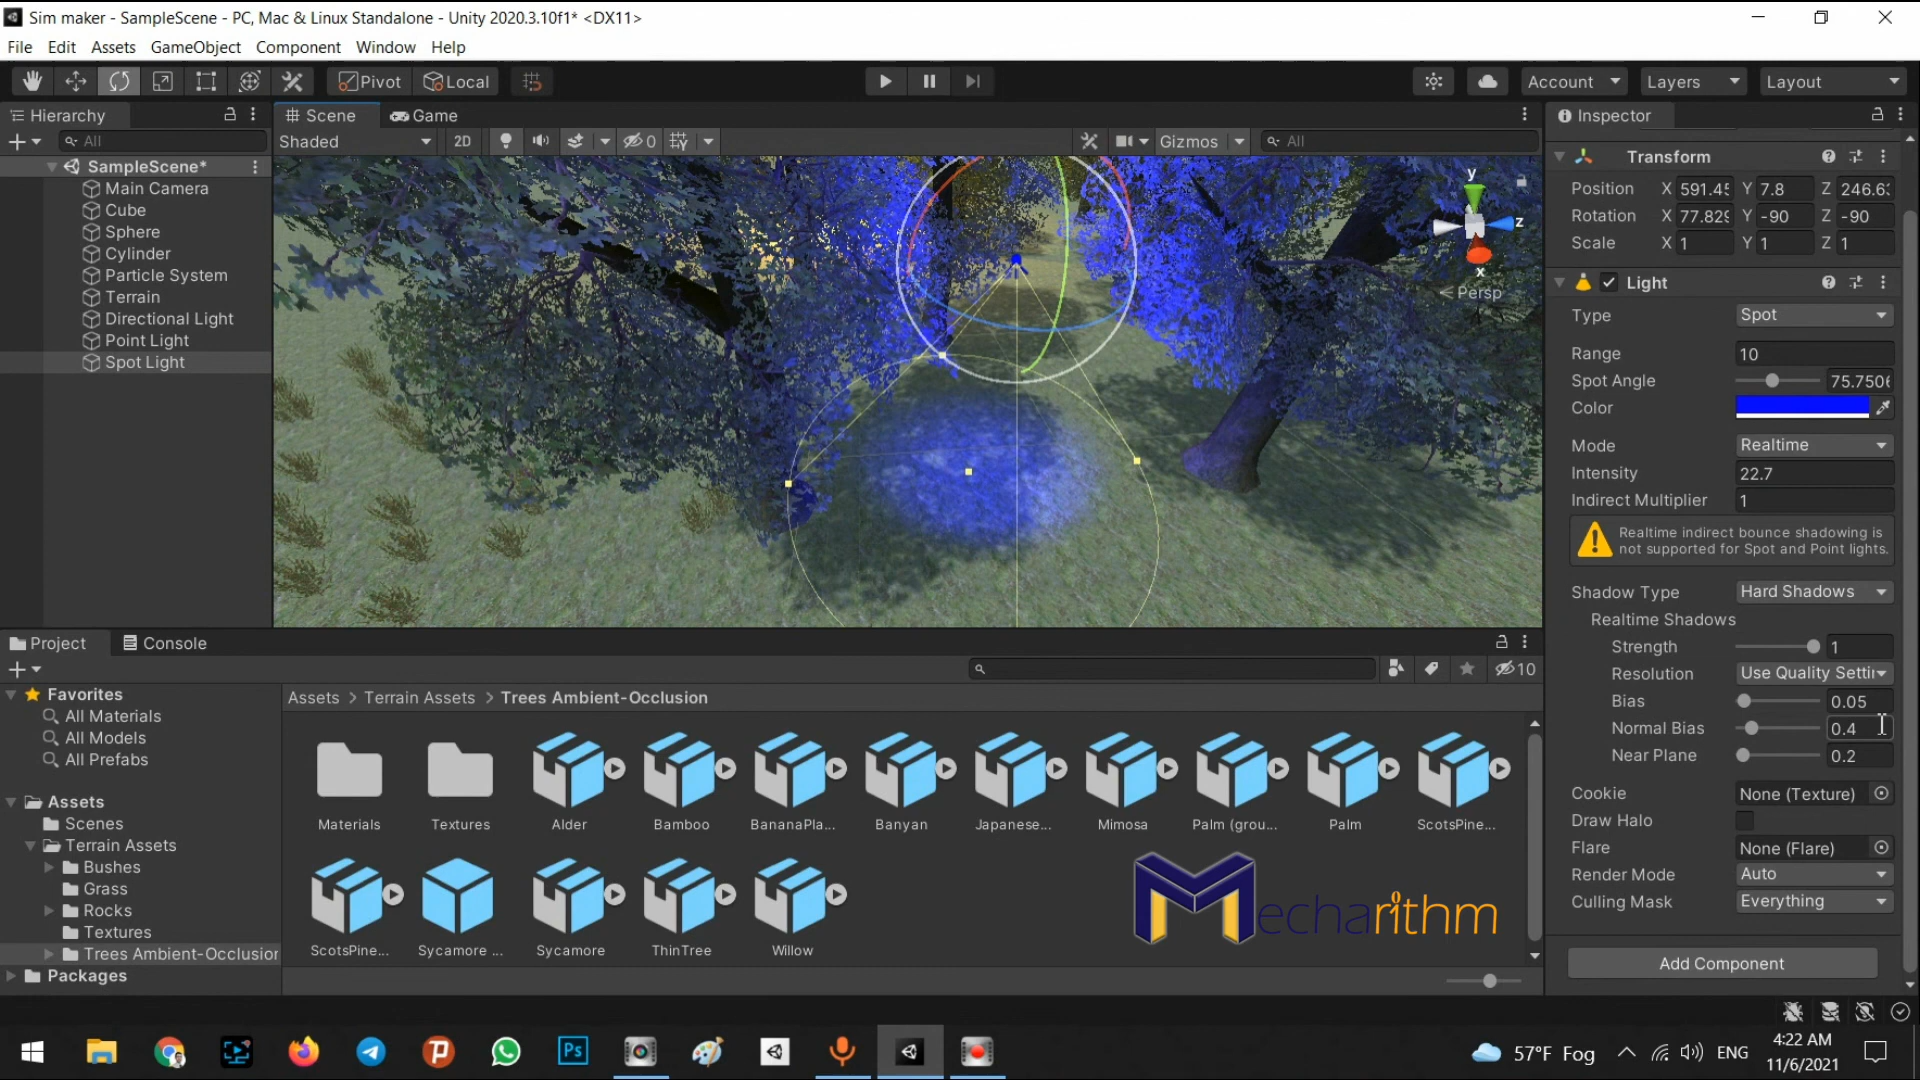 Sim maker - SampleScene - PC, Mac & Linux Standalone - Unity 2020.3.10f1* <DX11>
File Edit Assets GameObject Component Window Help
Pivot Local Account Layers Layout
Hierarchy
All
SampleScene*
Main Camera
Cube
Sphere
Cylinder
Particle System
Terrain
Directional Light
Point Light
Spot Light
Scene Game
Shaded 2D 0 Gizmos All
y
z
x
< Persp
Inspector
Transform
Position X 591.45 Y 7.8 Z 246.63
Rotation X 77.829 Y -90 Z -90
Scale X 1 Y 1 Z 1
Light
Type Spot
Range 10
Spot Angle 75.7506
Color
Mode Realtime
Intensity 22.7
Indirect Multiplier 1
Realtime indirect bounce shadowing is
not supported for Spot and Point lights.
Shadow Type Hard Shadows
Realtime Shadows
Strength 1
Resolution Use Quality Settin
Bias 0.05
Normal Bias 0.4
Near Plane 0.2
Cookie None (Texture)
Draw Halo
Flare None (Flare)
Render Mode Auto
Culling Mask Everything
Add Component
Project Console
10
Favorites
All Materials
All Models
All Prefabs
Assets
Scenes
Terrain Assets
Bushes
Grass
Rocks
Textures
Trees Ambient-Occlusion
Packages
Assets > Terrain Assets > Trees Ambient-Occlusion
Materials Textures Alder Bamboo BananaPla... Banyan Japanese... Mimosa Palm (grou... Palm ScotsPine...
ScotsPine... Sycamore ... Sycamore ThinTree Willow
Mecharithm
Ps
57°F Fog ENG
4:22 AM
11/6/2021